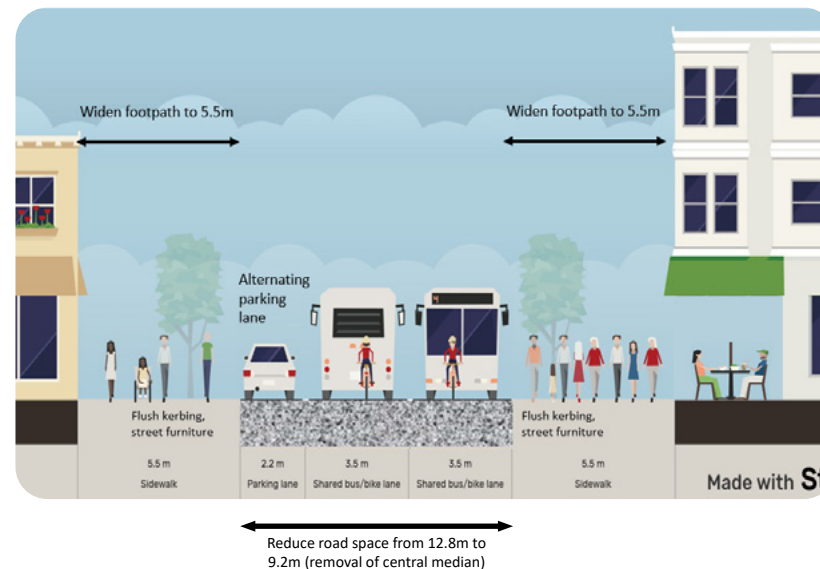 Widen footpath to 5.5m
Widen footpath to 5.5m
Alternating
parking
lane
4
Flush kerbing,
street furniture
Flush kerbing,
street furniture
5.5 m
2.2 m
3.5 m
3.5 m
5.5 m
Sidewalk
Parking lane
Shared bus/bike lane
Shared bus/bike lane
Sidewalk
Made with
Reduce road space from 12.8m to
9.2m (removal of central median)